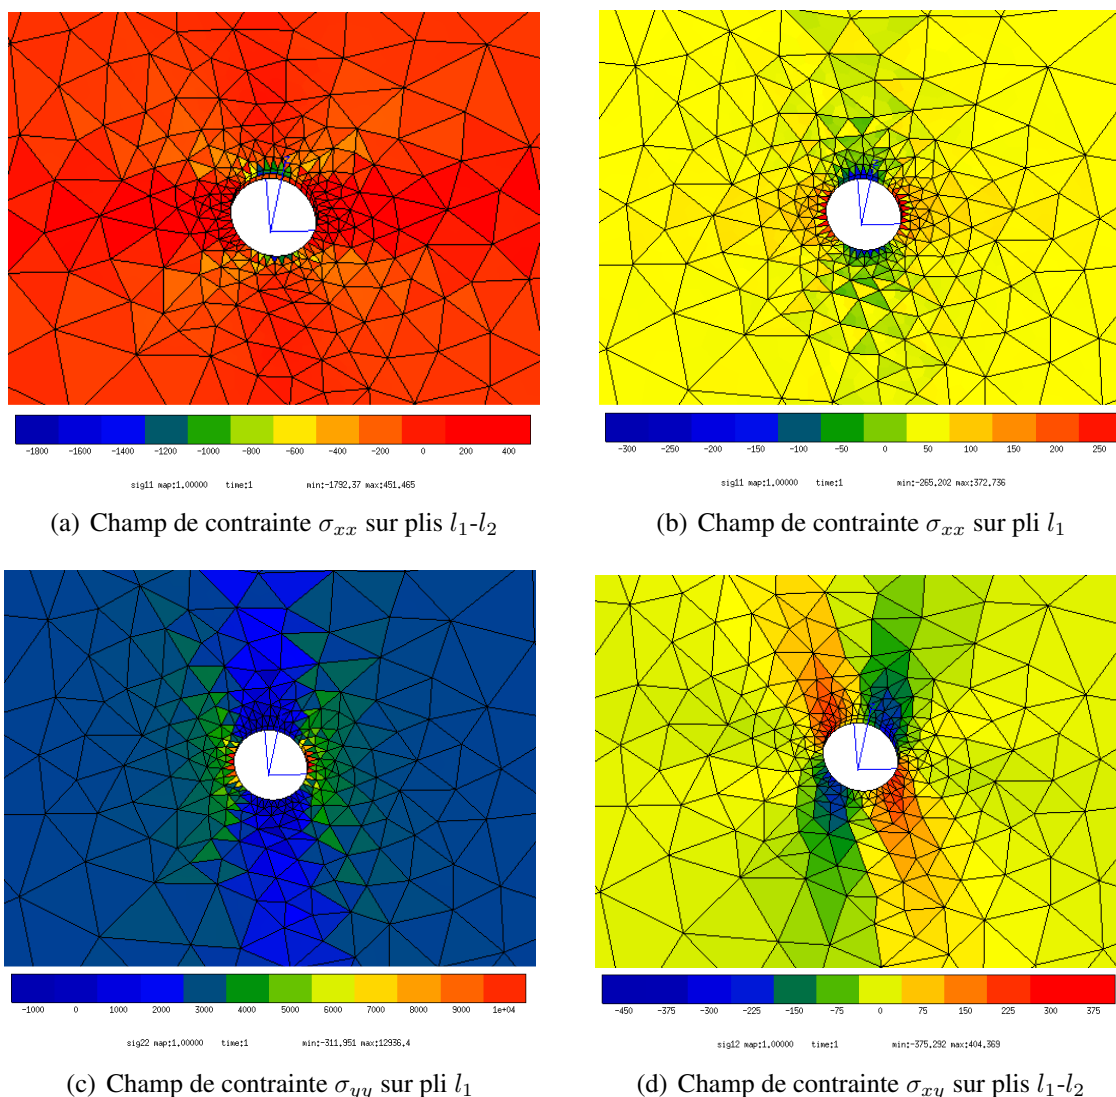 -1800 -1600 -1400 -1200 -1000 -800 -600 -400 -200 0 200 400
sig11 map:1.00000 time:1 min:-1792.37 max:451.465
(a) Champ de contrainte σxx sur plis l1-l2
-300 -250 -200 -150 -100 -50 0 50 100 150 200 250
sig11 map:1.00000 time:1 min:-265.202 max:372.736
(b) Champ de contrainte σxx sur pli l1
-1000 0 1000 2000 3000 4000 5000 6000 7000 8000 9000 1e+04
sig22 map:1.00000 time:1 min:-311.951 max:12936.4
(c) Champ de contrainte σyy sur pli l1
-450 -375 -300 -225 -150 -75 0 75 150 225 300 375
sig12 map:1.00000 time:1 min:-375.292 max:404.369
(d) Champ de contrainte σxy sur plis l1-l2